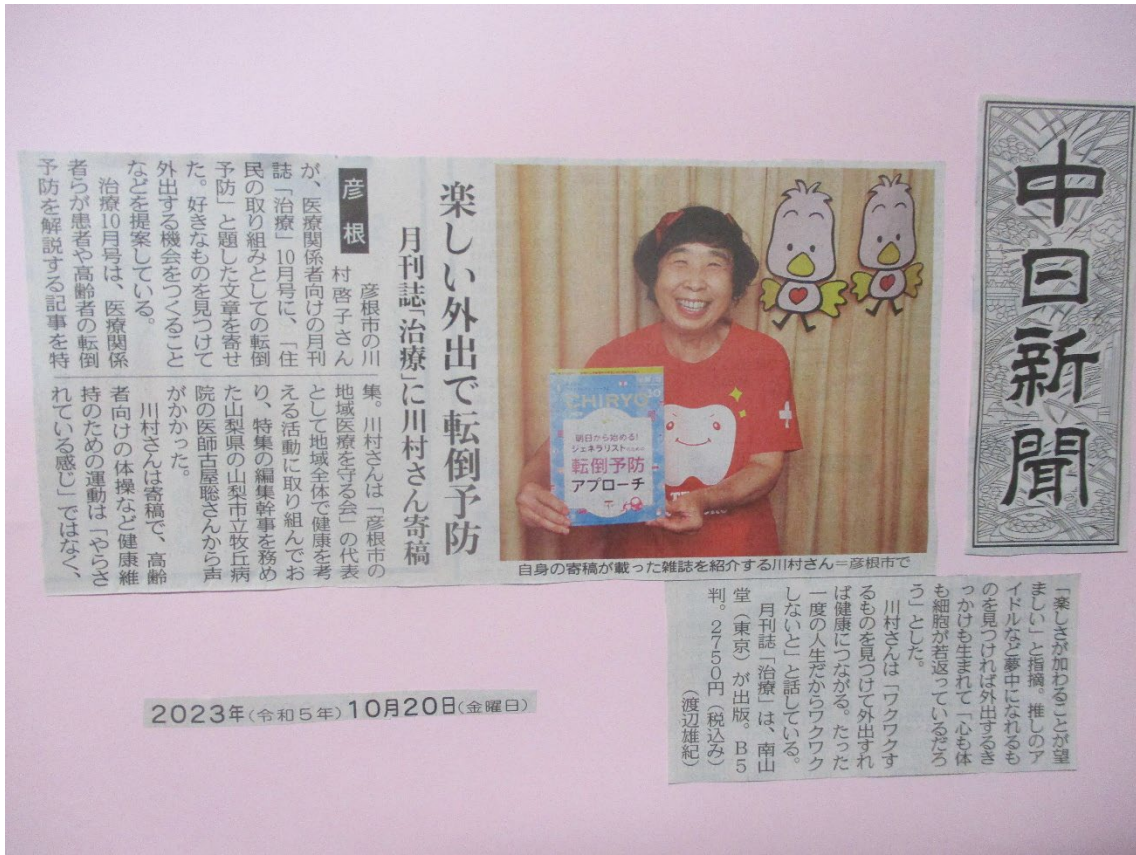 中日新聞
楽しい外出で転倒予防
月刊誌「治療」に川村さん寄稿
彦根
彦根市の川
村啓子さん
が、医療関係者向けの月刊
誌「治療」10月号に、「住
民の取り組みとしての転倒
予防」と題した文章を寄せ
た。好きなものを見つけて
外出する機会をつくること
などを提案している。
治療10月号は、医療関係
者らが患者や高齢者の転倒
予防を解説する記事を特
集。川村さんは「彦根市の
地域医療を守る会」の代表
として地域全体で健康を考
える活動に取り組んでお
り、特集の編集幹事を務め
た山梨県の山梨市立牧丘病
院の医師古屋聡さんから声
がかかった。
川村さんは寄稿で、高齢
者向けの体操など健康維
持のための運動は「やらさ
れている感じ」ではなく、
「楽しさが加わることが望
ましい」と指摘。推しのア
イドルなど夢中になれるも
のを見つければ外出するき
っかけも生まれて「心も体
も細胞が若返っているだろ
う」とした。
川村さんは「ワクワクす
るものを見つけて外出すれ
ば健康につながる。たった
一度の人生だからワクワク
しないと」と話している。
月刊誌「治療」は、南山
堂（東京）が出版。B5
判。2750円（税込み）
（渡辺雄紀）
CHIRYO
明日から始める!
ジェネラリスト
転倒予防
アプローチ
自身の寄稿が載った雑誌を紹介する川村さん＝彦根市で
2023年(令和5年)10月20日(金曜日)